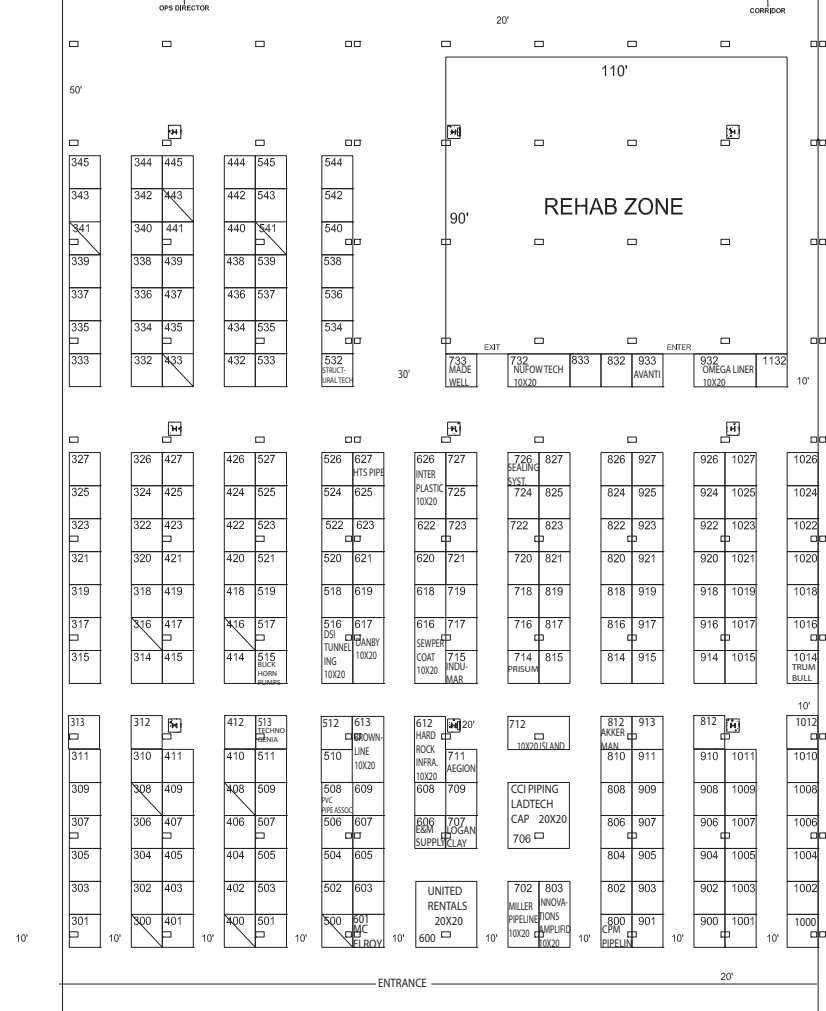 OPS DIRECTOR
CORRIDOR
20'
110'
50'
345 344 445 444 545 544
343 342 443 442 543 542
REHAB ZONE
90'
341 340 441 440 541 540
339 338 439 438 539 538
337 336 437 436 537 536
335 334 435 434 535 534
EXIT ENTER
333 332 433 432 533 532 733 732 833 832 933 932 1132
STRUCT-
URAL TECH
MADE
WELL
NUFOW TECH
10X20
AVANTI
OMEGA LINER
10X20
30'
10'
327 326 427 426 527 526 627 626 727 726 827 826 927 926 1027 1026
HTS PIPE
INTER
PLASTIC
10X20
SEALING
SYST.
325 324 425 424 525 524 625 725 724 825 824 925 924 1025 1024
323 322 423 422 523 522 623 622 723 722 823 822 923 922 1023 1022
321 320 421 420 521 520 621 620 721 720 821 820 921 920 1021 1020
319 318 419 418 519 518 619 618 719 718 819 818 919 918 1019 1018
317 316 417 416 517 516 617 616 717 716 817 816 917 916 1017 1016
DSI
TUNNEL
ING
10X20
DANBY
10X20
SEWPER
COAT
10X20
315 314 415 414 515 715 714 815 814 915 914 1015 1014
BUCK
HORN
PUMPS
INDU-
MAR
PRISUM
TRUM
BULL
10'
313 312 412 513 512 613 612 20' 712 812 913 812 1012
TECHNO
GENIA
BROWN-
LINE
10X20
HARD
ROCK
INFRA.
10X20
10X20 ISLAND
AKKER
MAN
311 310 411 410 511 510 711 810 911 910 1011 1010
AEGION
309 308 409 408 509 508 609 608 709 808 909 908 1009 1008
PVC
PIPE ASSOC
CCI PIPING
LADTECH
CAP 20X20
706
307 306 407 406 507 506 607 606 707 806 907 906 1007 1006
E&M
SUPPLY
LOGAN
CLAY
305 304 405 404 505 504 605 804 905 904 1005 1004
303 302 403 402 503 502 603 702 803 802 903 902 1003 1002
UNITED
RENTALS
20X20
600
MILLER
PIPELINE
10X20
INNOVA-
TIONS
AMPLIFID
10X20
301 300 401 400 501 500 601 800 901 900 1001 1000
MC
ELROY
CPM
PIPELIN
10' 10' 10' 10' 10' 10' 10' 10' 10'
20'
ENTRANCE